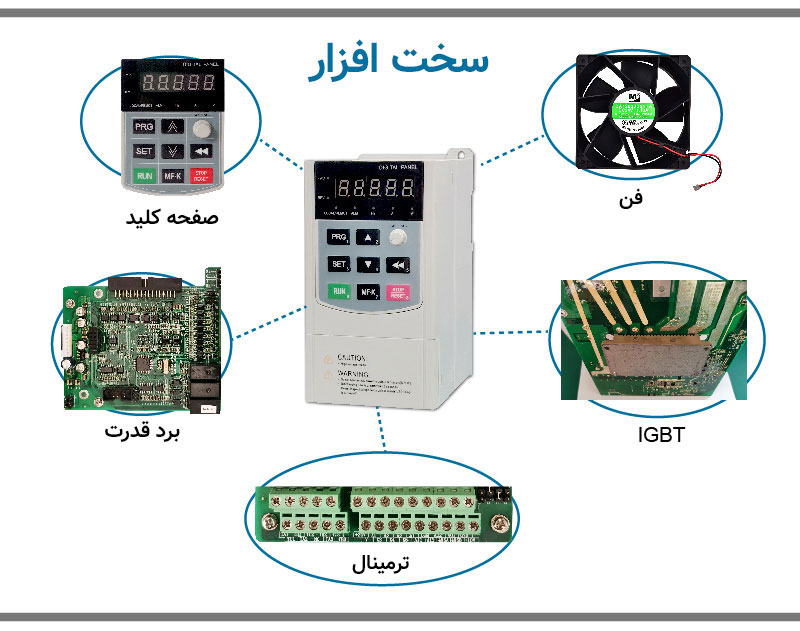 سخت افزار
DIGITAL PANEL
PRG
SET
RUN
MF-K
STOP
RESET
صفحه کلید
فن
DIGITAL PANEL
PRG
SET
RUN
MF-K
STOP
RESET
CAUTION
WARNING
برد قدرت
IGBT
ترمینال